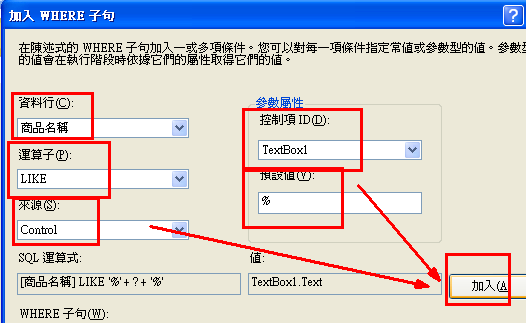 加入 WHERE 子句
在陳述式的 WHERE 子句加入一或多項條件。您可以對每一項條件指定常值或參數型的值。參數型
的值會在執行階段時依據它們的屬性取得它們的值。
資料行(C):
商品名稱
運算子(P):
LIKE
來源(S):
Control
參數屬性
控制項 ID(D):
TextBox1
預設值(V):
%
SQL 運算式:
[商品名稱] LIKE '%' + ? + '%'
值:
TextBox1.Text
加入(A
WHERE 子句(W):